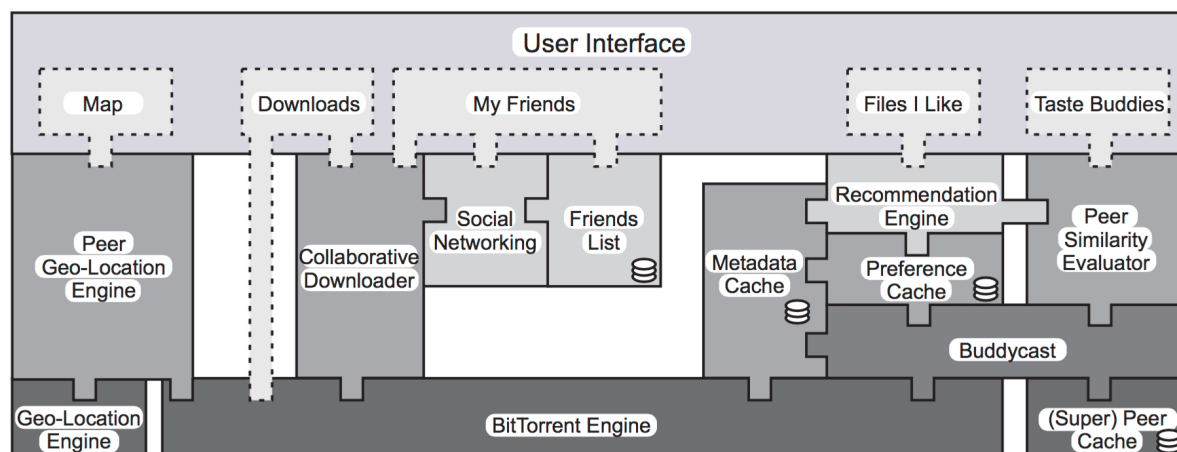 User Interface
Map
Downloads
My Friends
Files I Like
Taste Buddies
Peer
Geo-Location
Engine
Collaborative
Downloader
Social
Networking
Friends
List
Metadata
Cache
Recommendation
Engine
Preference
Cache
Peer
Similarity
Evaluator
Buddycast
Geo-Location
Engine
BitTorrent Engine
(Super) Peer
Cache